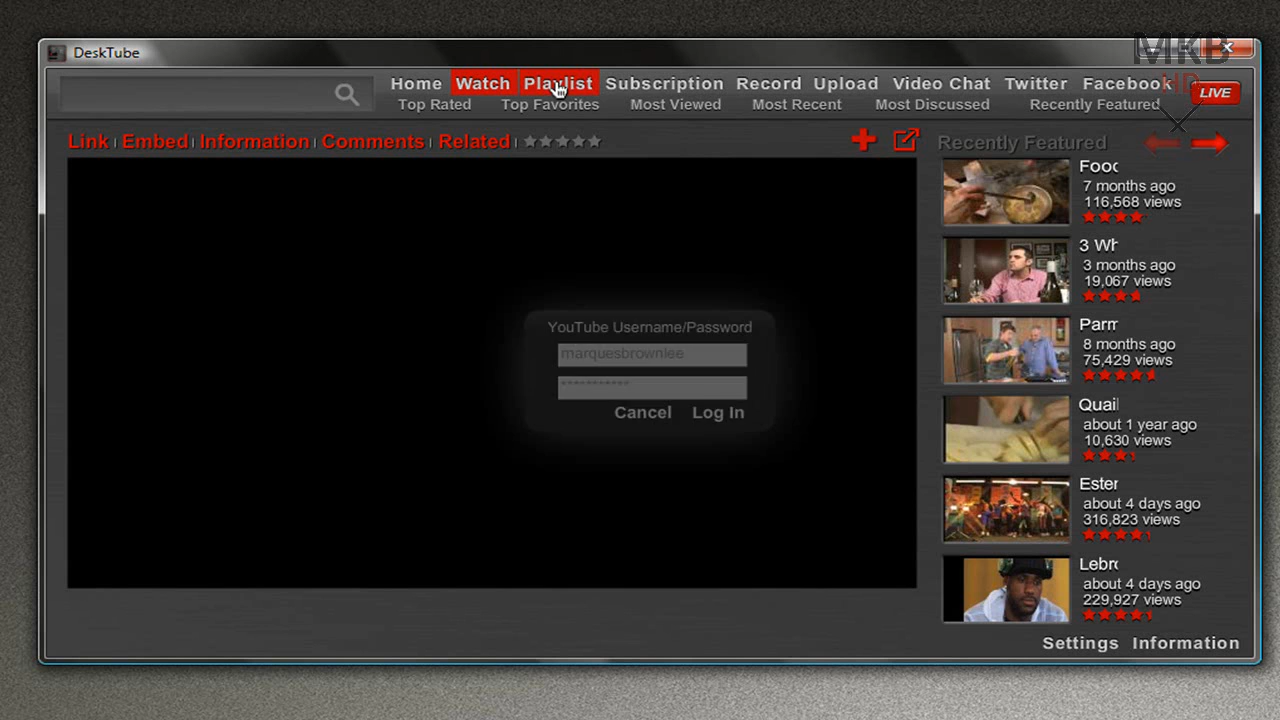 DeskTube
MKB
HD
Home Watch Playlist Subscription Record Upload Video Chat Twitter Facebook
LIVE
Top Rated Top Favorites Most Viewed Most Recent Most Discussed Recently Featured
Link Embed Information Comments Related
Recently Featured
Food
7 months ago
116,568 views
3 Wh
3 months ago
19,067 views
Parm
8 months ago
75,429 views
Quail
about 1 year ago
10,630 views
Ester
about 4 days ago
316,823 views
Lebro
about 4 days ago
229,927 views
YouTube Username/Password
marquesbrownlee
***********
Cancel Log In
Settings Information